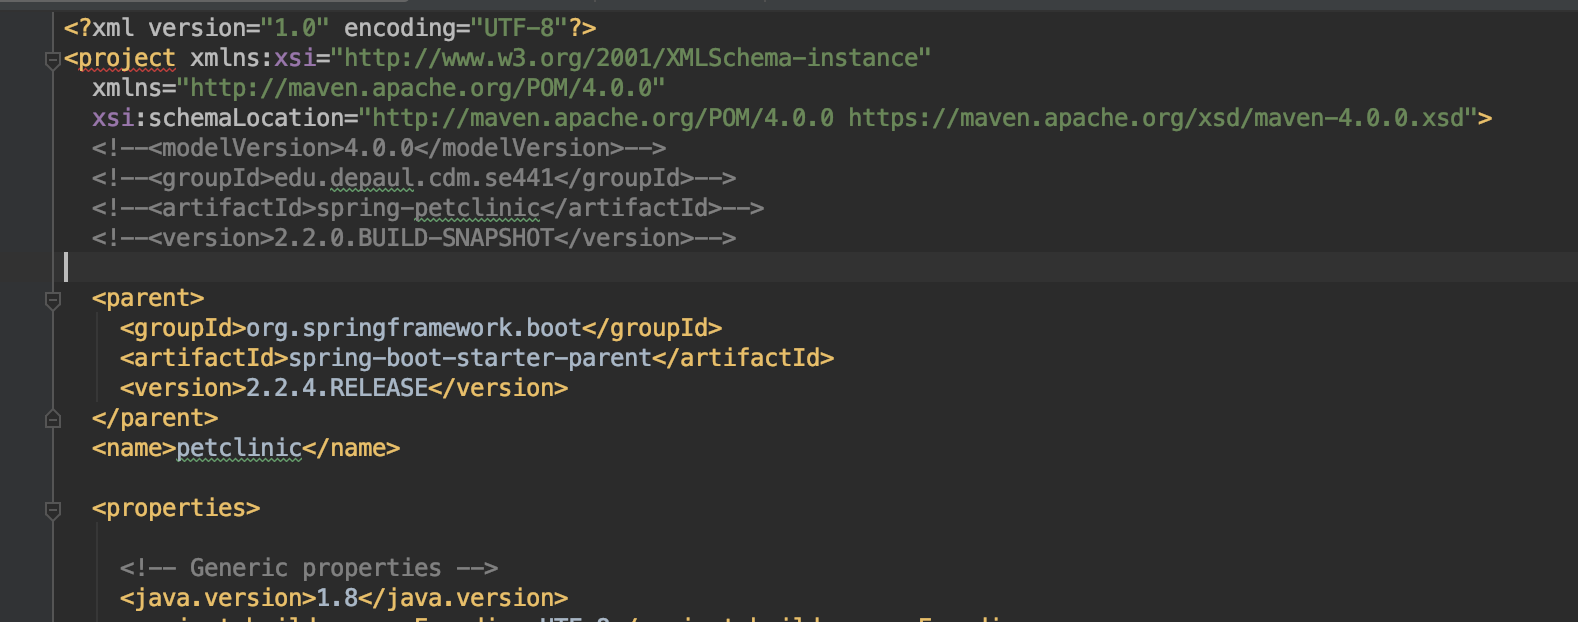 <?xml version="1.0" encoding="UTF-8"?>
<project xmlns:xsi="http://www.w3.org/2001/XMLSchema-instance"
xmlns="http://maven.apache.org/POM/4.0.0"
xsi:schemaLocation="http://maven.apache.org/POM/4.0.0 https://maven.apache.org/xsd/maven-4.0.0.xsd">
<!--<modelVersion>4.0.0</modelVersion>-->
<!--<groupId>edu.depaul.cdm.se441</groupId>-->
<!--<artifactId>spring-petclinic</artifactId>-->
<!--<version>2.2.0.BUILD-SNAPSHOT</version>-->
<parent>
<groupId>org.springframework.boot</groupId>
<artifactId>spring-boot-starter-parent</artifactId>
<version>2.2.4.RELEASE</version>
</parent>
<name>petclinic</name>
<properties>
<!-- Generic properties -->
<java.version>1.8</java.version>